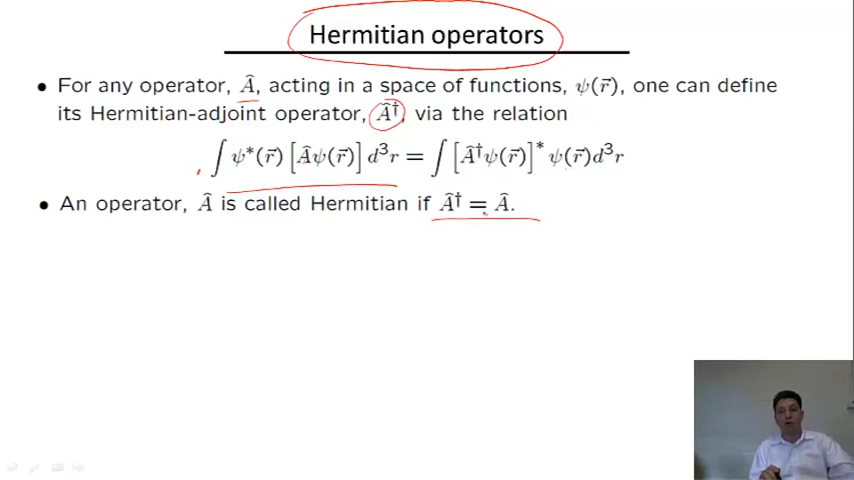 Hermitian operators
• For any operator, Â, acting in a space of functions, ψ(r⃗), one can define
its Hermitian-adjoint operator, Â†, via the relation
∫ ψ*(r⃗) [Âψ(r⃗)] d³r = ∫ [Â†ψ(r⃗)]* ψ(r⃗)d³r
• An operator, Â is called Hermitian if Â† = Â.